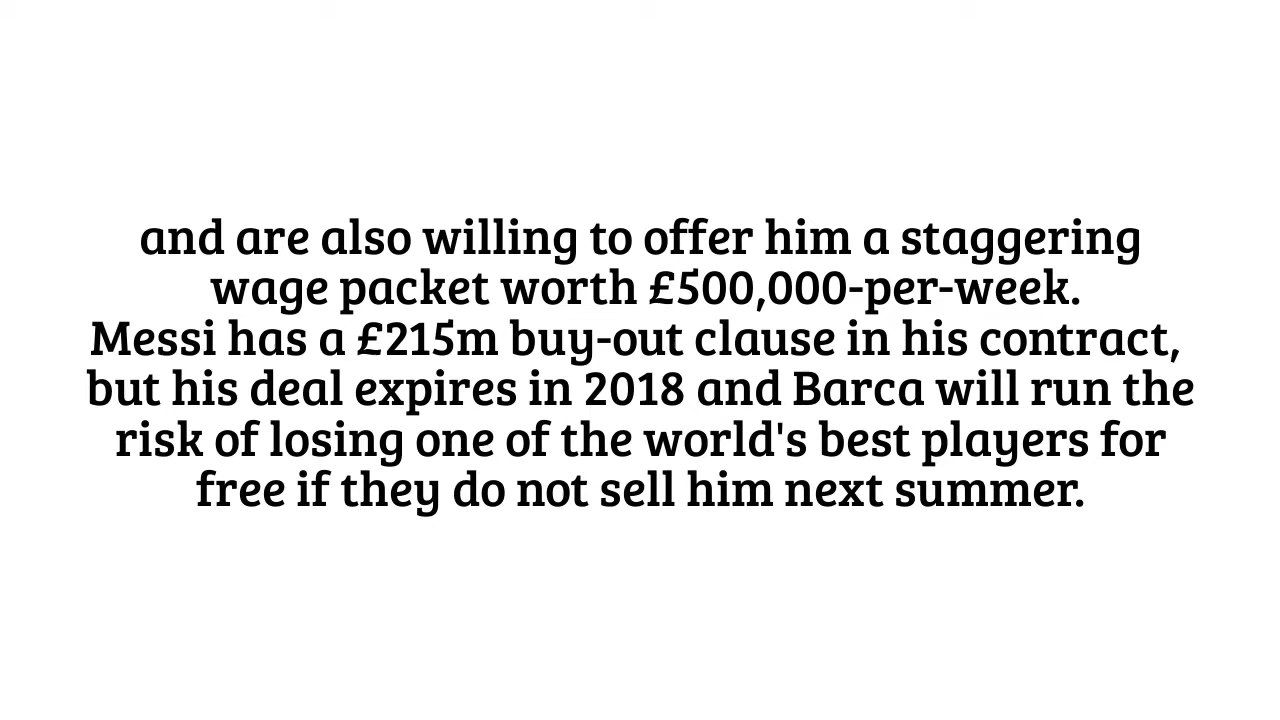 and are also willing to offer him a staggering
wage packet worth £500,000-per-week.
Messi has a £215m buy-out clause in his contract,
but his deal expires in 2018 and Barca will run the
risk of losing one of the world's best players for
free if they do not sell him next summer.